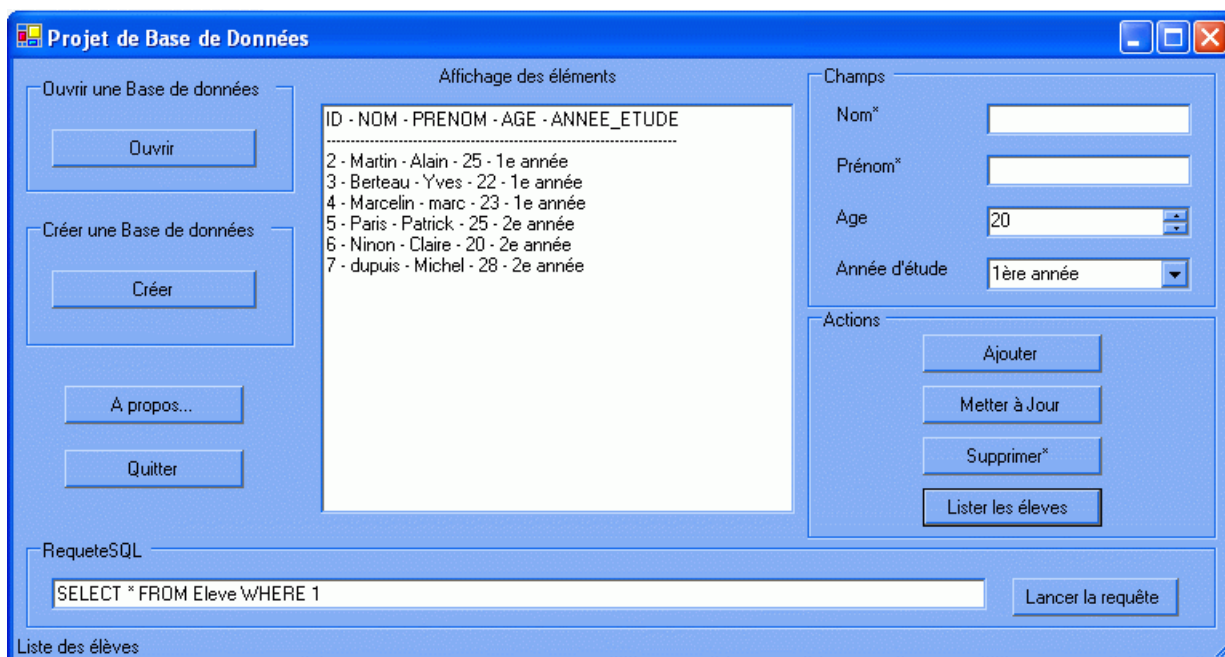 Projet de Base de Données
Ouvrir une Base de données
Ouvrir
Créer une Base de données
Créer
A propos...
Quitter
Affichage des éléments
ID - NOM - PRENOM - AGE - ANNEE_ETUDE
--------------------------------------------------------------------------------
2 - Martin - Alain - 25 - 1e année
3 - Berteau - Yves - 22 - 1e année
4 - Marcelin - marc - 23 - 1e année
5 - Paris - Patrick - 25 - 2e année
6 - Ninon - Claire - 20 - 2e année
7 - dupuis - Michel - 28 - 2e année
Champs
Nom*
Prénom*
Age 20
Année d'étude 1ère année
Actions
Ajouter
Metter à Jour
Supprimer*
Lister les éleves
RequeteSQL
SELECT * FROM Eleve WHERE 1 Lancer la requête
Liste des élèves